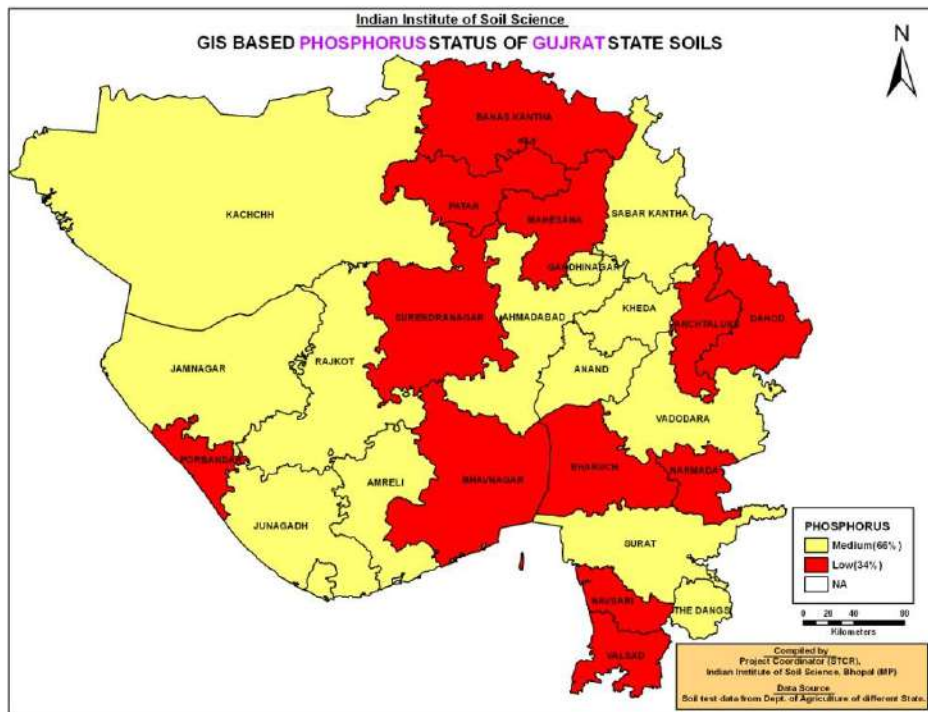 Indian Institute of Soil Science
GIS BASED PHOSPHORUS STATUS OF GUJRAT STATE SOILS
N
BANAS KANTHA
PATAN
MAHESANA
SABAR KANTHA
KACHCHH
GANDHINAGAR
SURENDRANAGAR
AHMADABAD
KHEDA
DAHOD
RAJKOT
JAMNAGAR
ANAND
VADODARA
AMRELI
BHAVNAGAR
BHARUCH
NARMADA
JUNAGADH
SURAT
NAVSARI
THE DANGS
VALSAD
PHOSPHORUS
Medium(66%)
Low(34%)
NA
0 20 40 80
Kilometers
Compiled by
Project Coordinator (STCR),
Indian Institute of Soil Science, Bhopal (MP)
Data Source
Soil test data from Dept. of Agriculture of different State.